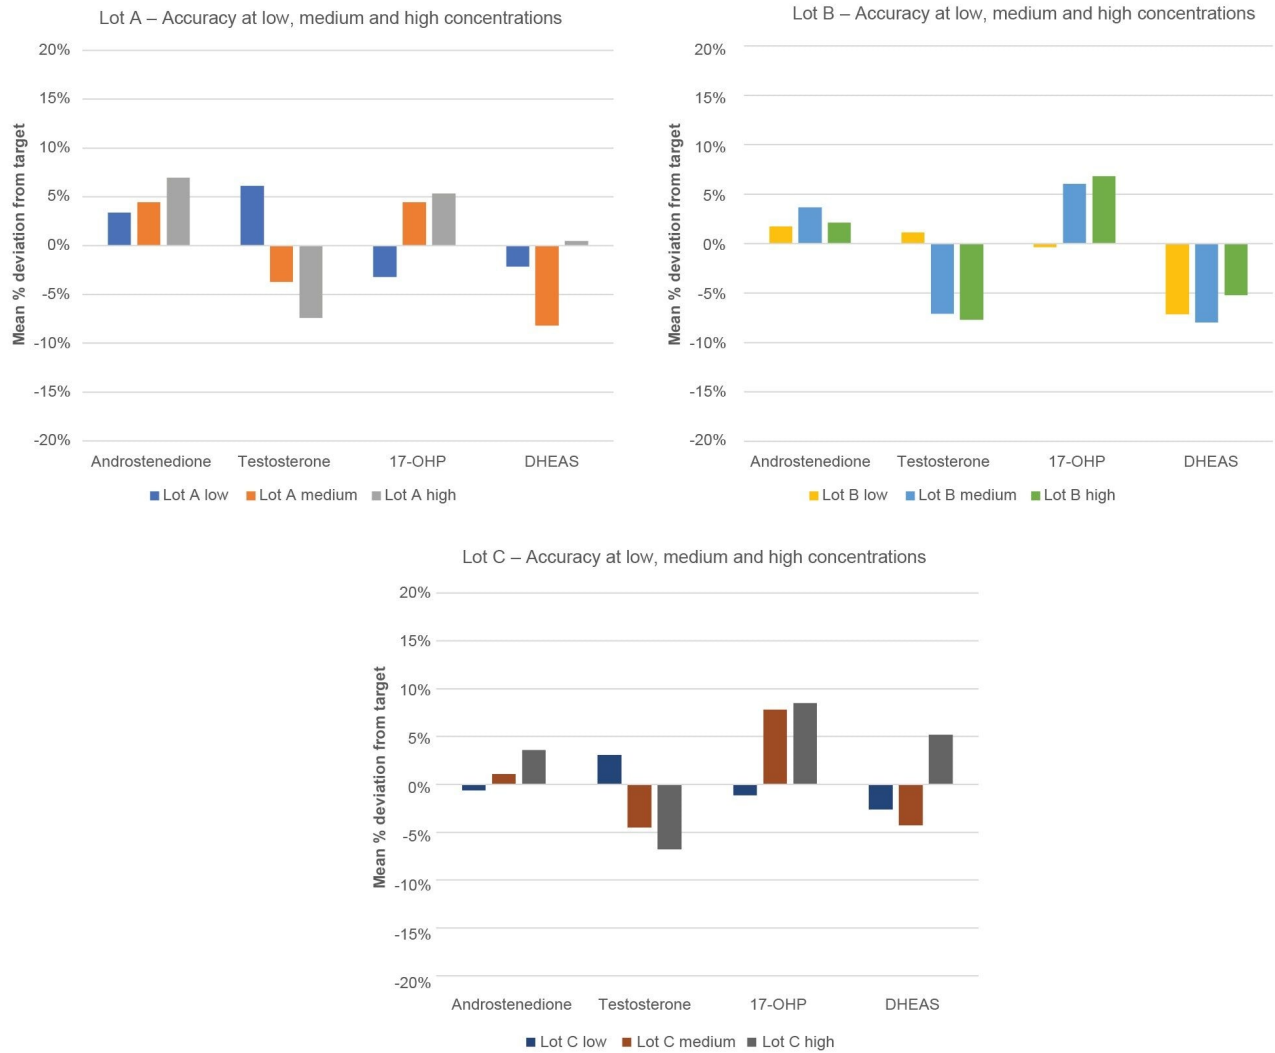 Lot A – Accuracy at low, medium and high concentrations
20%
15%
10%
5%
0%
-5%
-10%
-15%
-20%
Mean % deviation from target
Androstenedione Testosterone 17-OHP DHEAS
Lot A low Lot A medium Lot A high
Lot B – Accuracy at low, medium and high concentrations
20%
15%
10%
5%
0%
-5%
-10%
-15%
-20%
Mean % deviation from target
Androstenedione Testosterone 17-OHP DHEAS
Lot B low Lot B medium Lot B high
Lot C – Accuracy at low, medium and high concentrations
20%
15%
10%
5%
0%
-5%
-10%
-15%
-20%
Mean % deviation from target
Androstenedione Testosterone 17-OHP DHEAS
Lot C low Lot C medium Lot C high